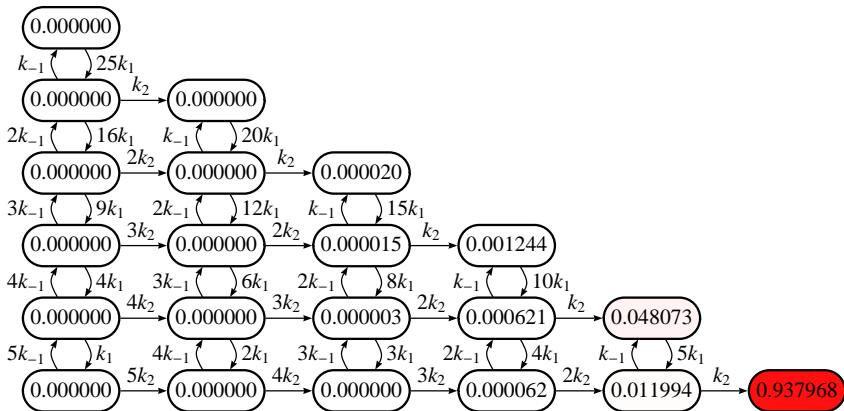 0.000000
k₋₁ 25k₁
k₂
0.000000 0.000000
2k₋₁ 16k₁ k₋₁ 20k₁
2k₂ k₂
0.000000 0.000000 0.000020
3k₋₁ 9k₁ 2k₋₁ 12k₁ k₋₁ 15k₁
3k₂ 2k₂ k₂
0.000000 0.000000 0.000015 0.001244
4k₋₁ 4k₁ 3k₋₁ 6k₁ 2k₋₁ 8k₁ k₋₁ 10k₁
4k₂ 3k₂ 2k₂ k₂
0.000000 0.000000 0.000003 0.000621 0.048073
5k₋₁ k₁ 4k₋₁ 2k₁ 3k₋₁ 3k₁ 2k₋₁ 4k₁ k₋₁ 5k₁
5k₂ 4k₂ 3k₂ 2k₂ k₂
0.000000 0.000000 0.000000 0.000062 0.011994 0.937968